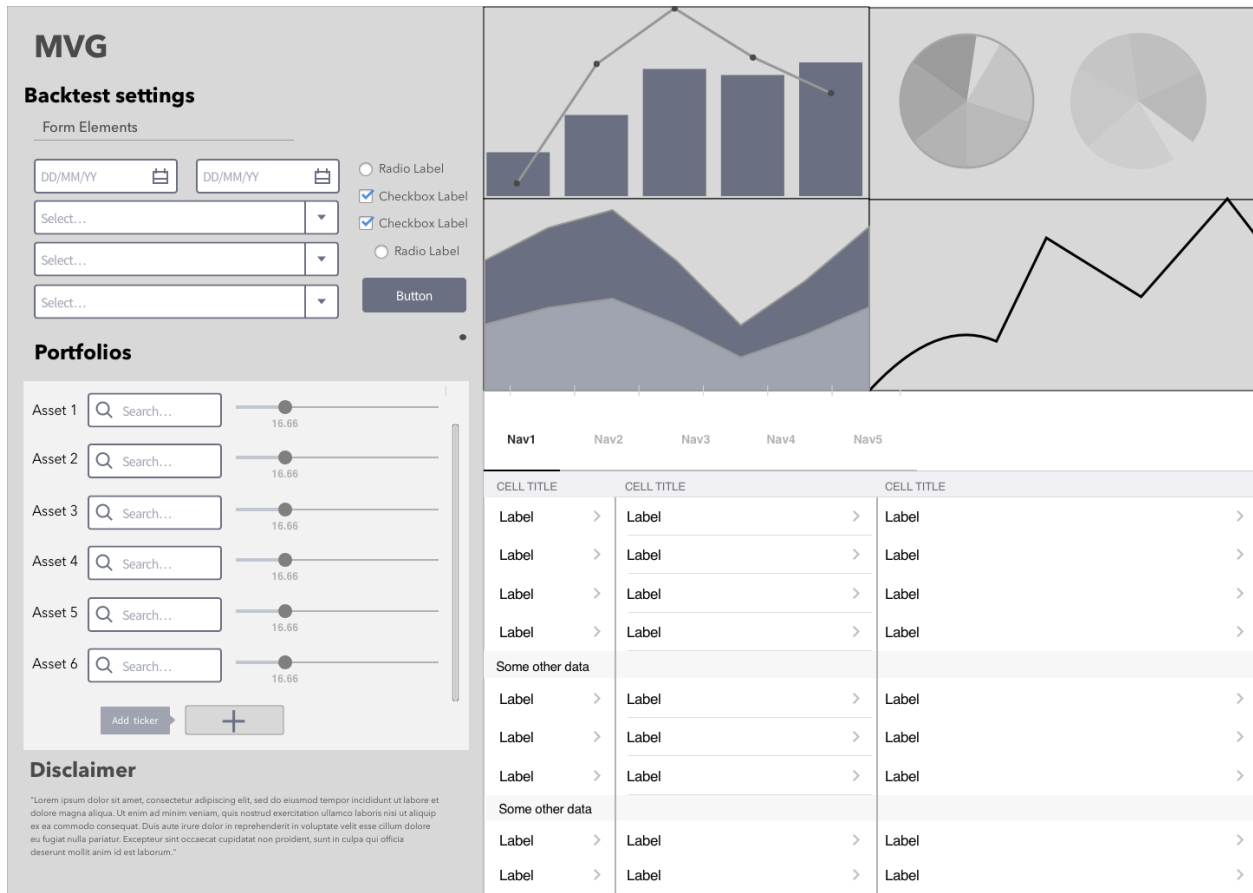 MVG
Backtest settings
Form Elements
DD/MM/YY
DD/MM/YY
Radio Label
Checkbox Label
Select...
Checkbox Label
Radio Label
Select...
Select...
Button
Portfolios
Asset 1
Search...
16.66
Asset 2
Search...
16.66
Asset 3
Search...
16.66
Asset 4
Search...
16.66
Asset 5
Search...
16.66
Asset 6
Search...
16.66
Add ticker
Disclaimer
"Lorem ipsum dolor sit amet, consectetur adipiscing elit, sed do eiusmod tempor incididunt ut labore et
dolore magna aliqua. Ut enim ad minim veniam, quis nostrud exercitation ullamco laboris nisi ut aliquip
ex ea commodo consequat. Duis aute irure dolor in reprehenderit in voluptate velit esse cillum dolore
eu fugiat nulla pariatur. Excepteur sint occaecat cupidatat non proident, sunt in culpa qui officia
deserunt mollit anim id est laborum."
Nav1 Nav2 Nav3 Nav4 Nav5
CELL TITLE CELL TITLE CELL TITLE
Label Label Label
Label Label Label
Label Label Label
Label Label Label
Some other data
Label Label Label
Label Label Label
Label Label Label
Some other data
Label Label Label
Label Label Label